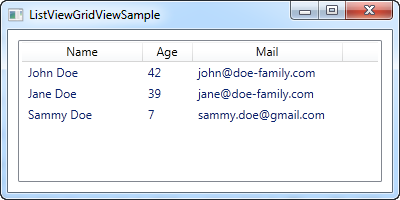 ListViewGridViewSample
Name Age Mail
John Doe 42 john@doe-family.com
Jane Doe 39 jane@doe-family.com
Sammy Doe 7 sammy.doe@gmail.com